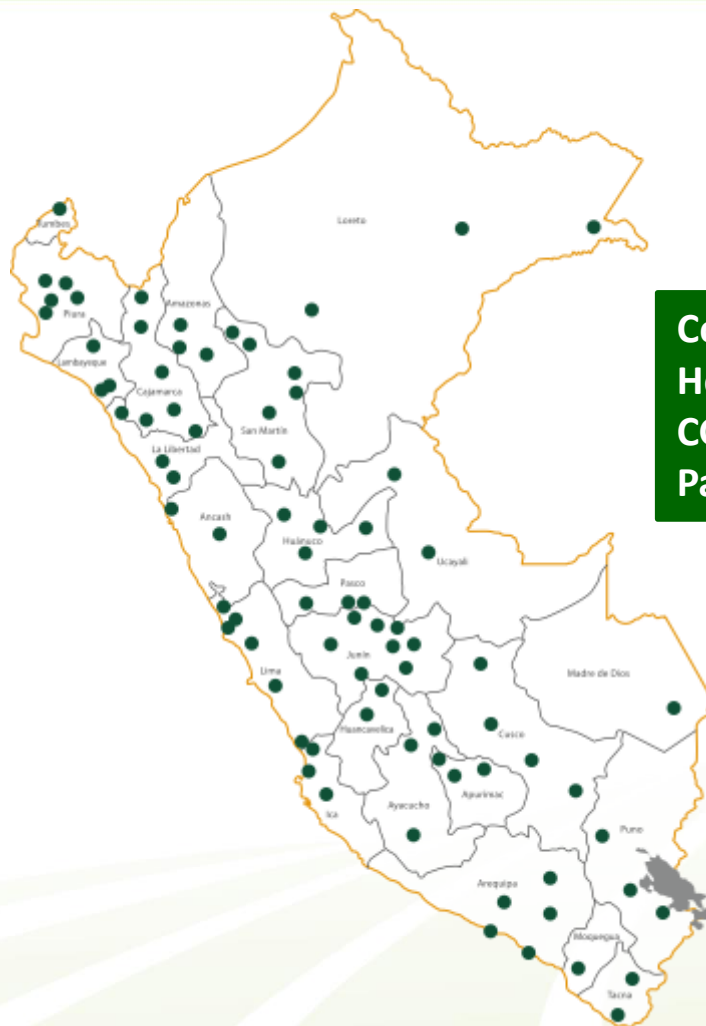 Loreto
Tumbes
Amazonas
Piura
Lambayeque
Cajamarca
San Martín
La Libertad
Ancash
Huánuco
Ucayali
Pasco
Junín
Lima
Madre de Dios
Huancavelica
Cusco
Apurimac
Ayacucho
Ica
Puno
Arequipa
Moquegua
Tacna